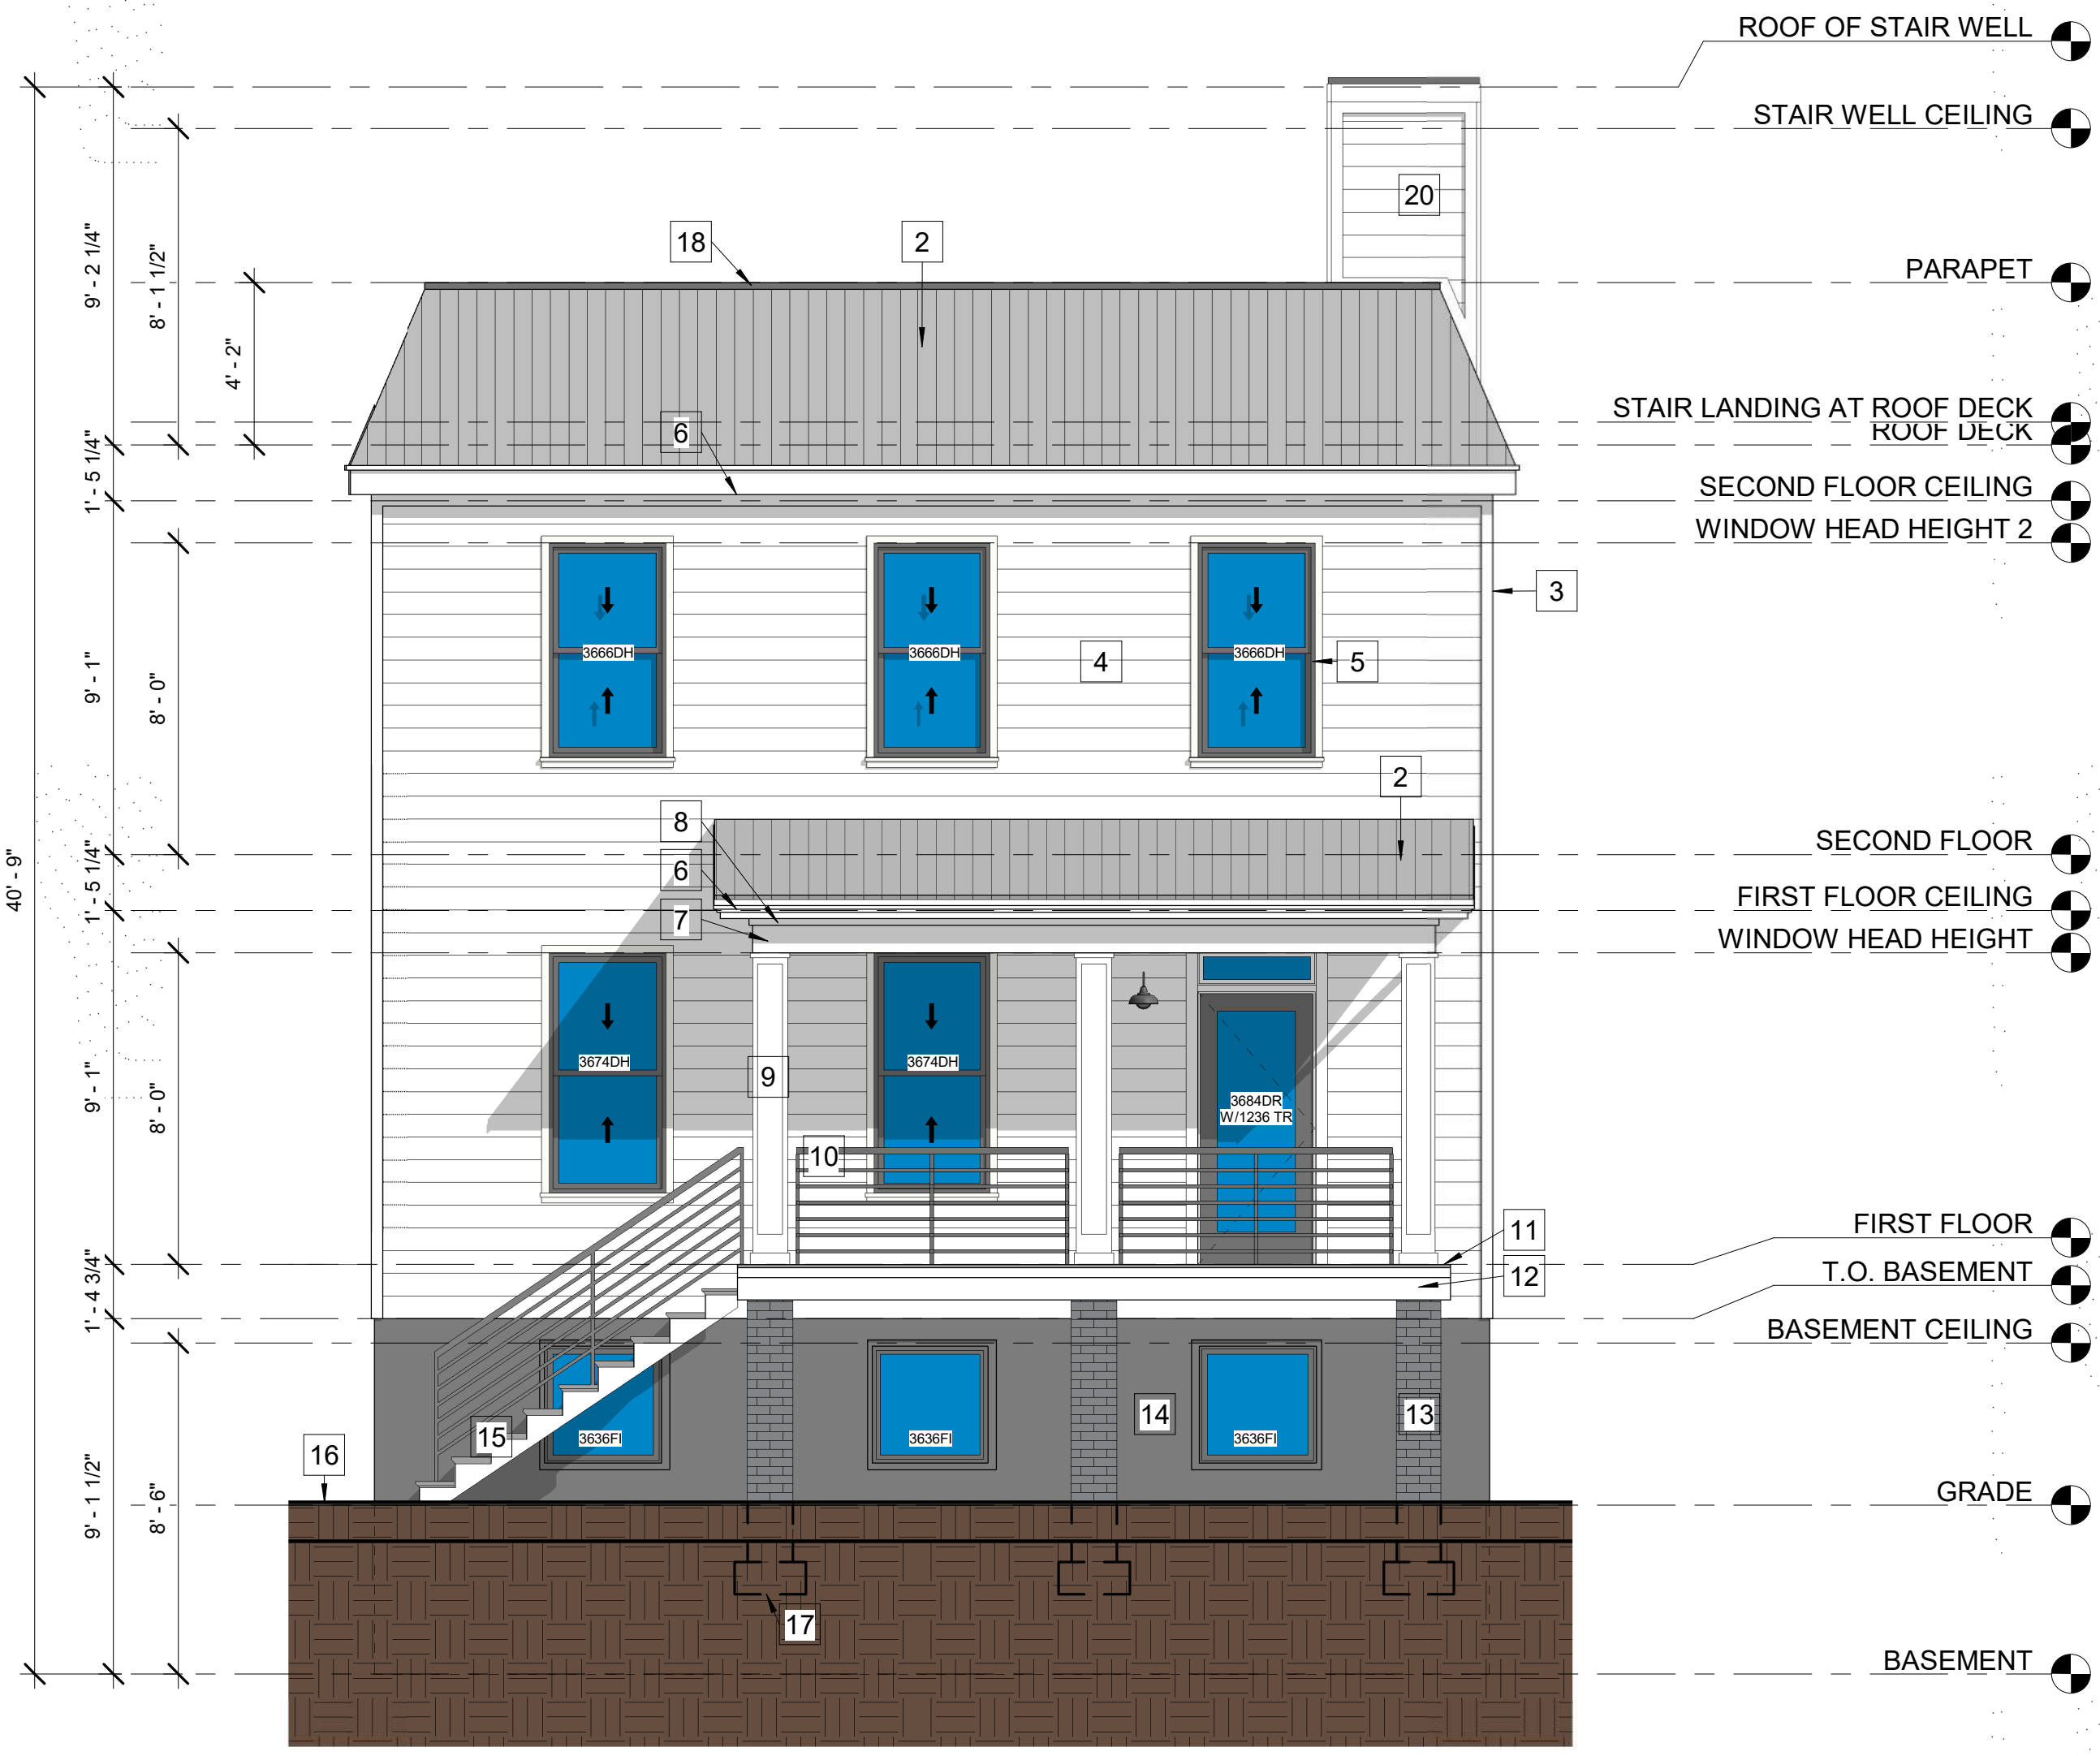 ROOF OF STAIR WELL
STAIR WELL CEILING
20
18
2
9' - 2 1/4"
8' - 1 1/2"
PARAPET
4' - 2"
STAIR LANDING AT ROOF DECK
ROOF DECK
6
1' - 5 1/4"
SECOND FLOOR CEILING
WINDOW HEAD HEIGHT 2
3
3666DH
3666DH
3666DH
4
5
9' - 1"
8' - 0"
2
8
SECOND FLOOR
40' - 9"
1' - 5 1/4"
6
FIRST FLOOR CEILING
7
WINDOW HEAD HEIGHT
3674DH
3674DH
9
9' - 1"
8' - 0"
3684DR
W/1236 TR
10
11
FIRST FLOOR
12
T.O. BASEMENT
1' - 4 3/4"
BASEMENT CEILING
14
13
15
3636FI
3636FI
3636FI
16
9' - 1 1/2"
8' - 6"
GRADE
17
BASEMENT